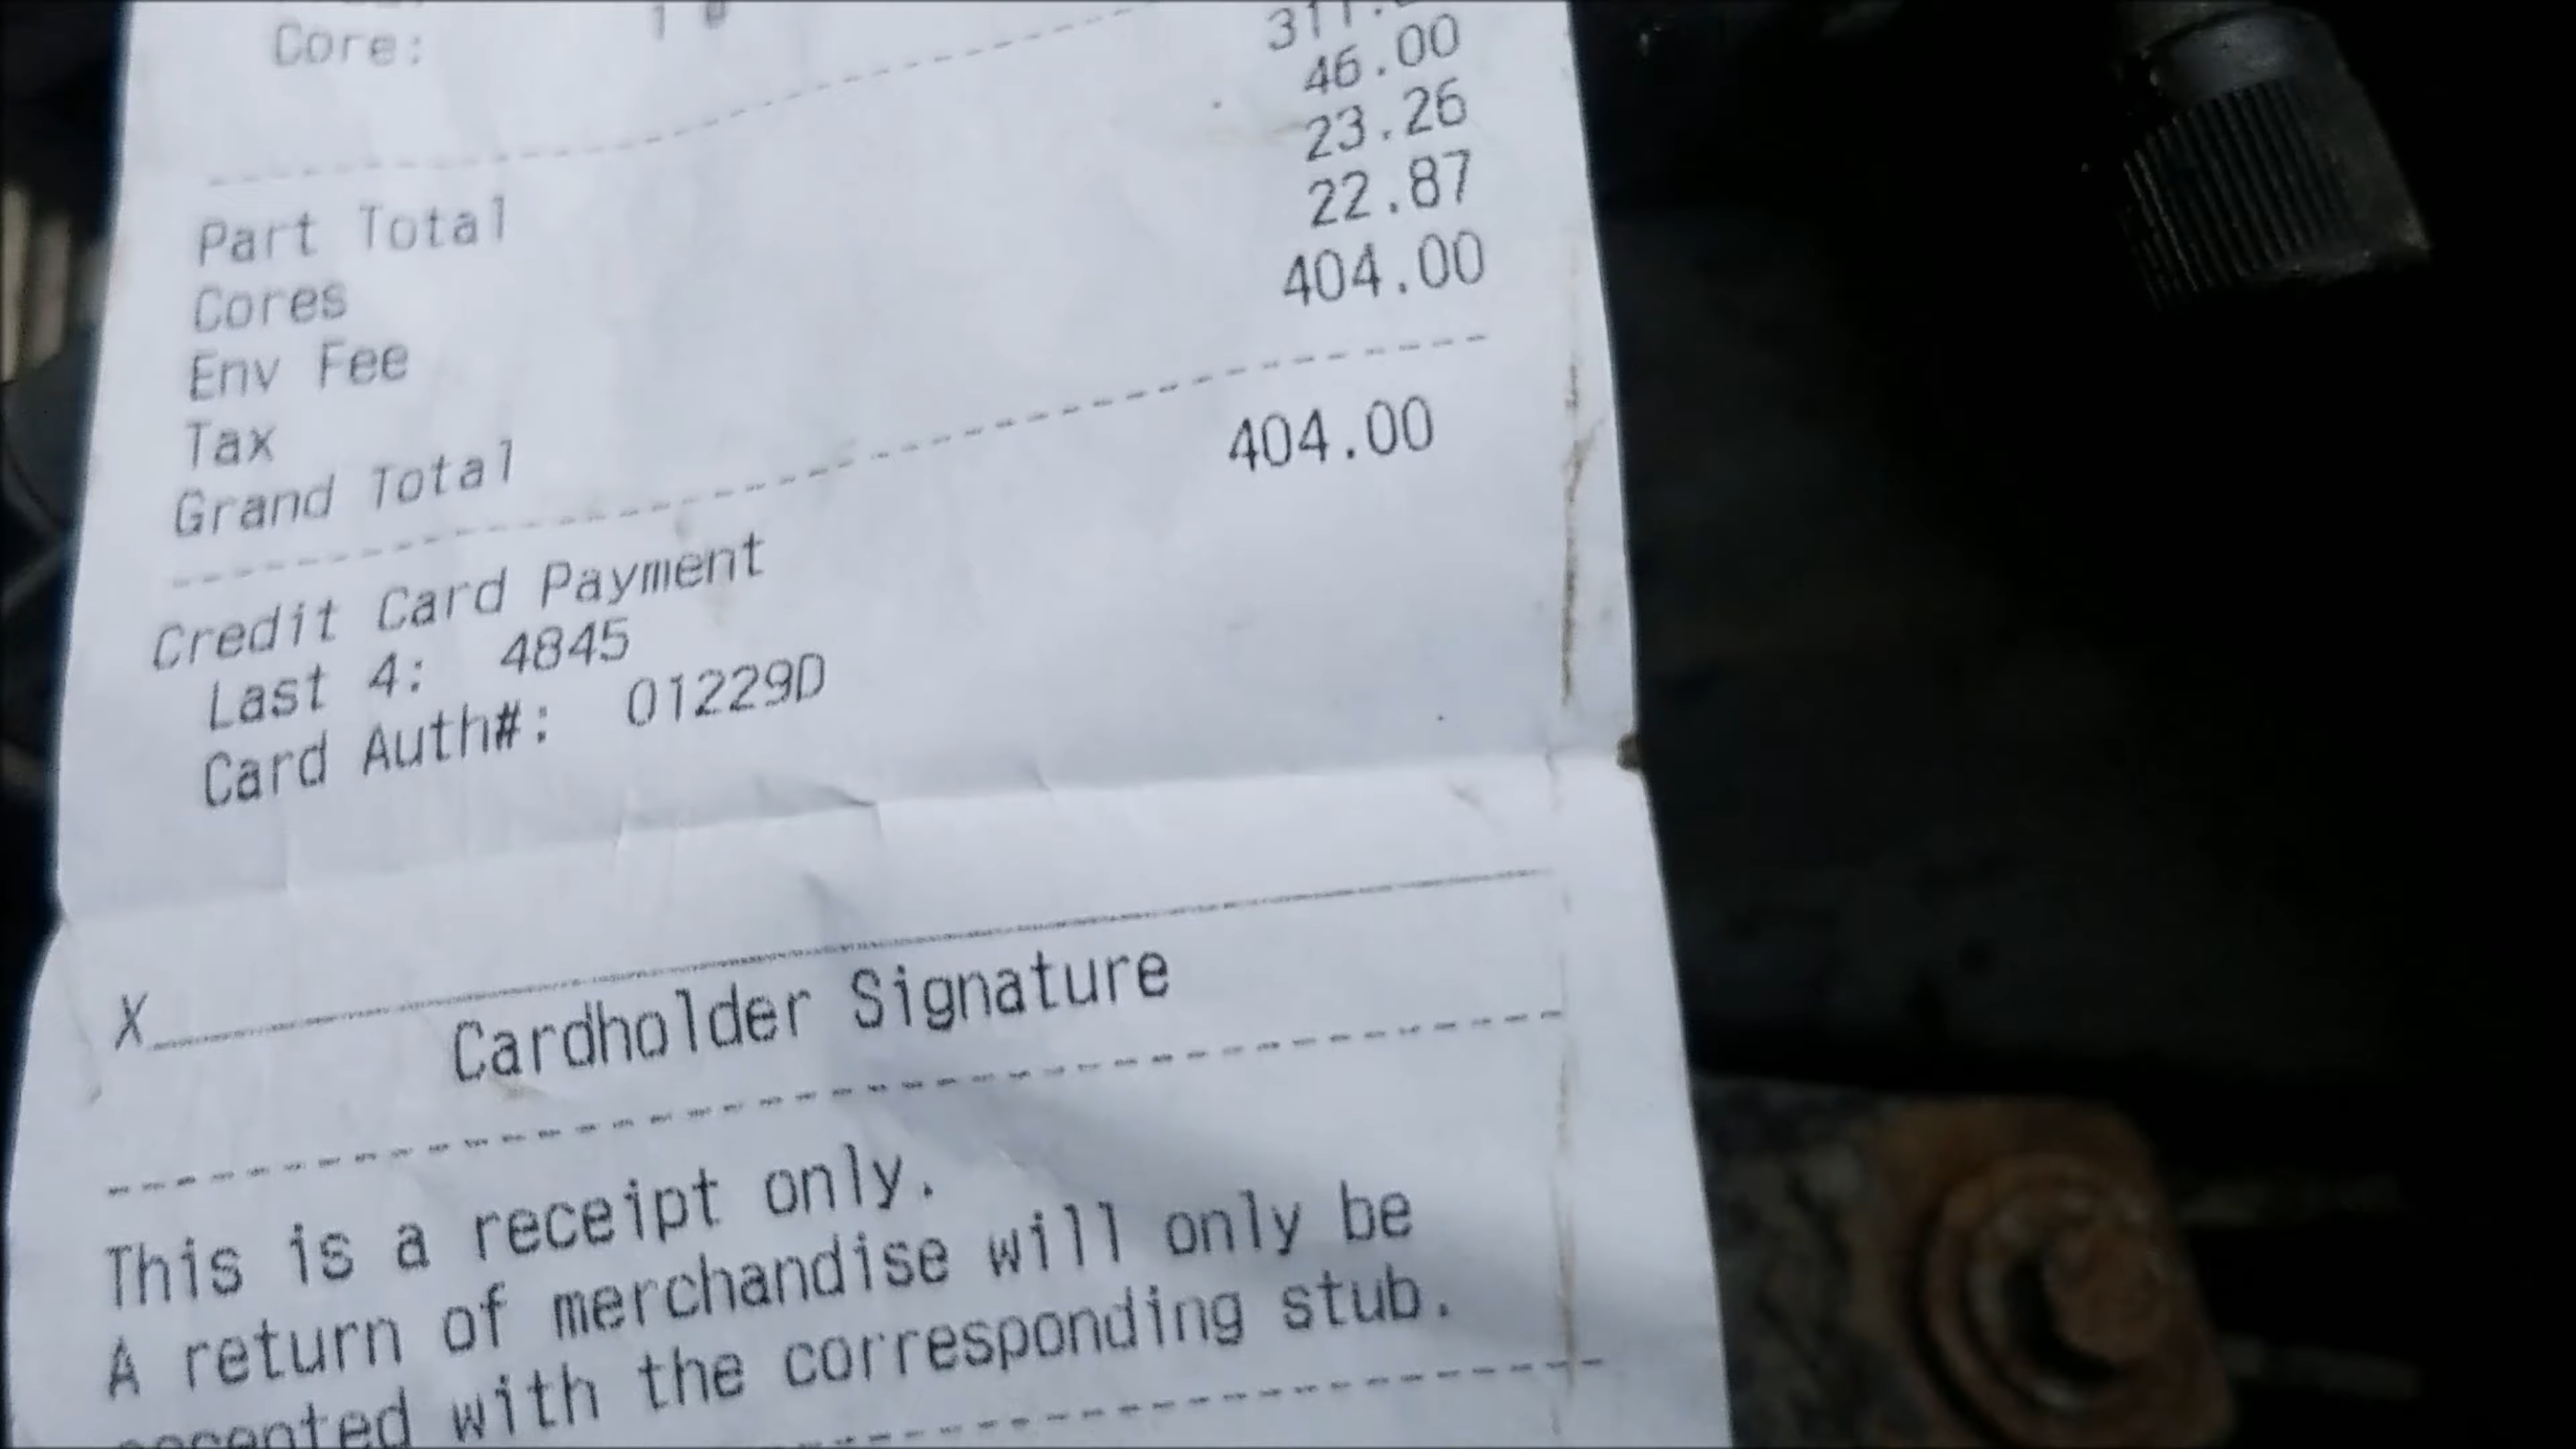 Core:
Part Total
Cores 46.00
Env Fee 23.26
Tax 22.87
Grand Total 404.00
Credit Card Payment 404.00
Last 4: 4845
Card Auth#: 01229D
X
Cardholder Signature
This is a receipt only.
A return of merchandise will only be
with the corresponding stub.